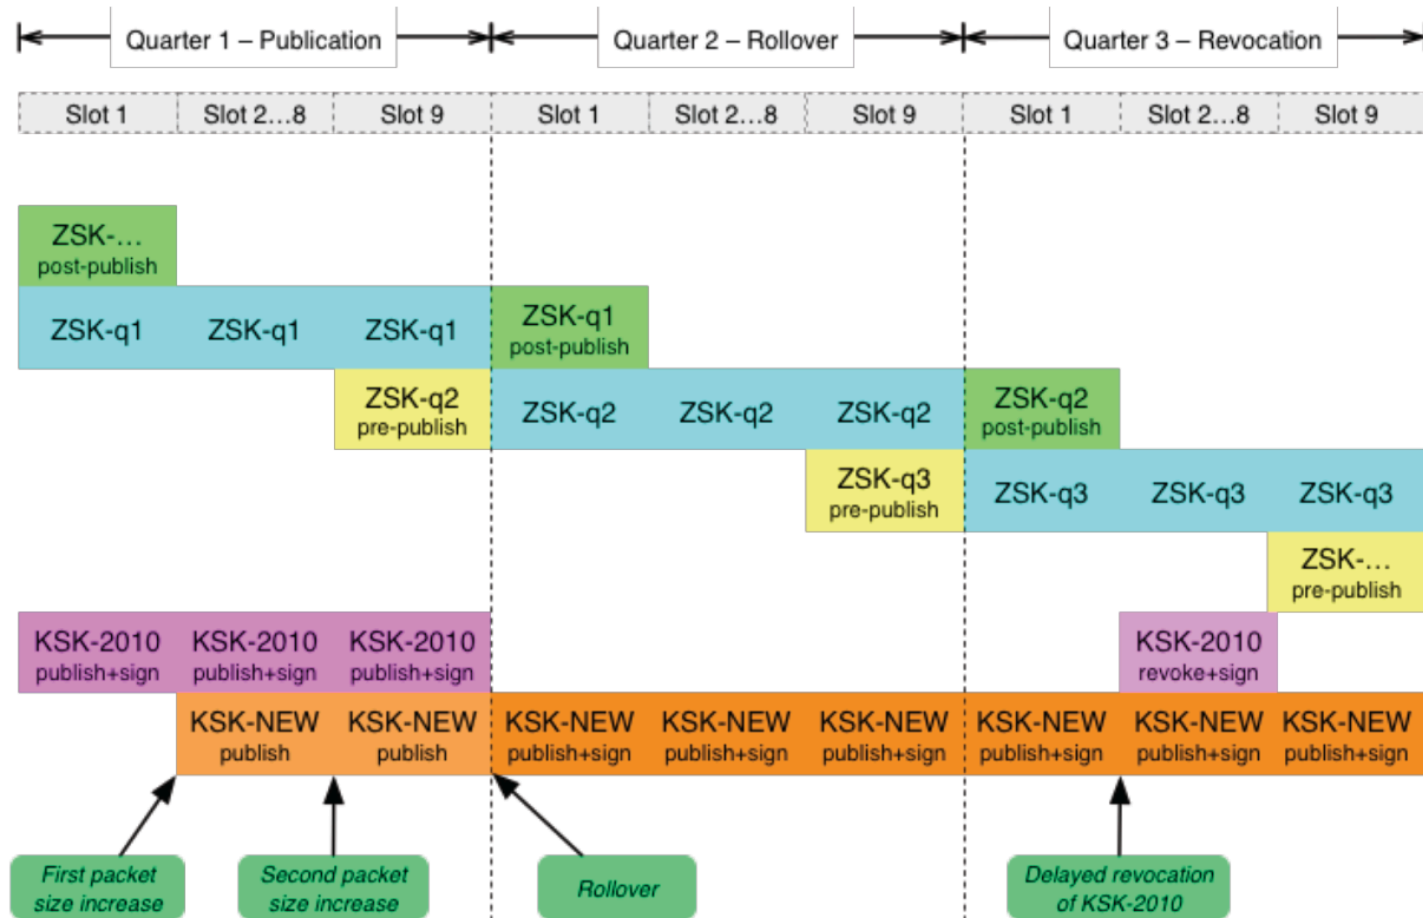 Quarter 1 – Publication
Quarter 2 – Rollover
Quarter 3 – Revocation
Slot 1
Slot 2...8
Slot 9
Slot 1
Slot 2...8
Slot 9
Slot 1
Slot 2...8
Slot 9
ZSK-...
post-publish
ZSK-q1
ZSK-q1
ZSK-q1
ZSK-q1
post-publish
ZSK-q2
pre-publish
ZSK-q2
ZSK-q2
ZSK-q2
ZSK-q2
post-publish
ZSK-q3
pre-publish
ZSK-q3
ZSK-q3
ZSK-q3
ZSK-...
pre-publish
KSK-2010
publish+sign
KSK-2010
publish+sign
KSK-2010
publish+sign
KSK-2010
revoke+sign
KSK-NEW
publish
KSK-NEW
publish
KSK-NEW
publish+sign
KSK-NEW
publish+sign
KSK-NEW
publish+sign
KSK-NEW
publish+sign
KSK-NEW
publish+sign
KSK-NEW
publish+sign
First packet
size increase
Second packet
size increase
Rollover
Delayed revocation
of KSK-2010